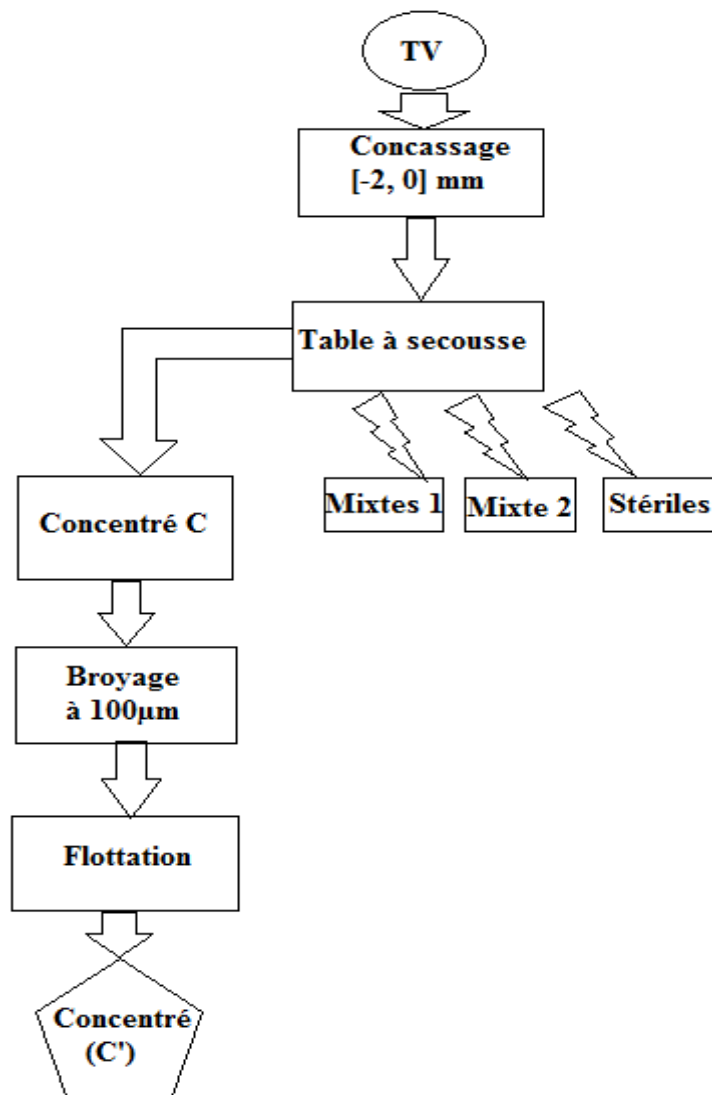 TV
Concassage
[-2, 0] mm
Table à secousse
Mixtes 1
Mixte 2
Stériles
Concentré C
Broyage
à 100µm
Flottation
Concentré
(C')